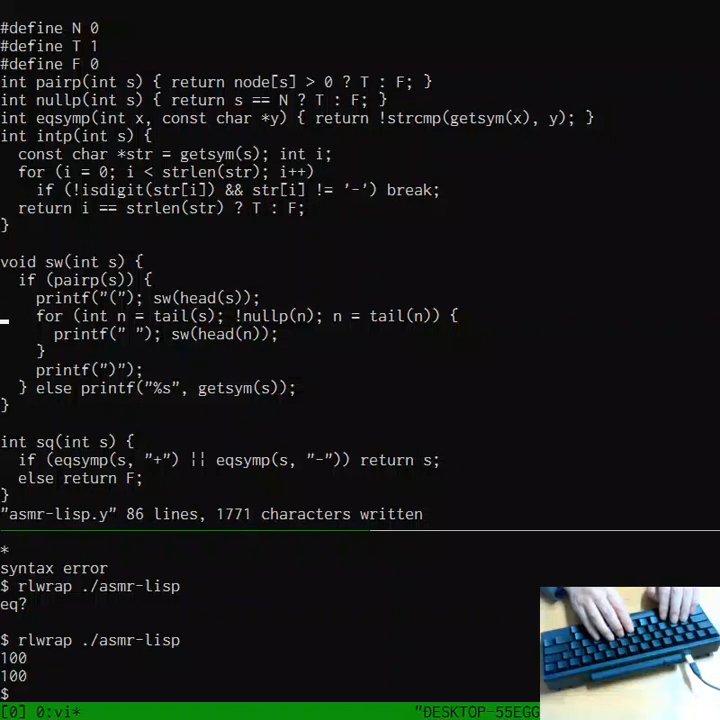 #define N 0
#define T 1
#define F 0
int pairp(int s) { return node[s] > 0 ? T : F; }
int nullp(int s) { return s == N ? T : F; }
int eqsymp(int x, const char *y) { return !strcmp(getsym(x), y); }
int intp(int s) {
  const char *str = getsym(s); int i;
  for (i = 0; i < strlen(str); i++)
    if (!isdigit(str[i]) && str[i] != '-') break;
  return i == strlen(str) ? T : F;
}
void sw(int s) {
  if (pairp(s)) {
    printf("("); sw(head(s));
    for (int n = tail(s); !nullp(n); n = tail(n)) {
      printf(" "); sw(head(n));
    }
    printf(")");
  } else printf("%s", getsym(s));
}
int sq(int s) {
  if (eqsymp(s, "+") || eqsymp(s, "-")) return s;
  else return F;
}
"asmr-lisp.y" 86 lines, 1771 characters written
*
syntax error
$ rlwrap ./asmr-lisp
eq?
$ rlwrap ./asmr-lisp
100
100
$
[0] 0:vi* "DESKTOP-55EGG